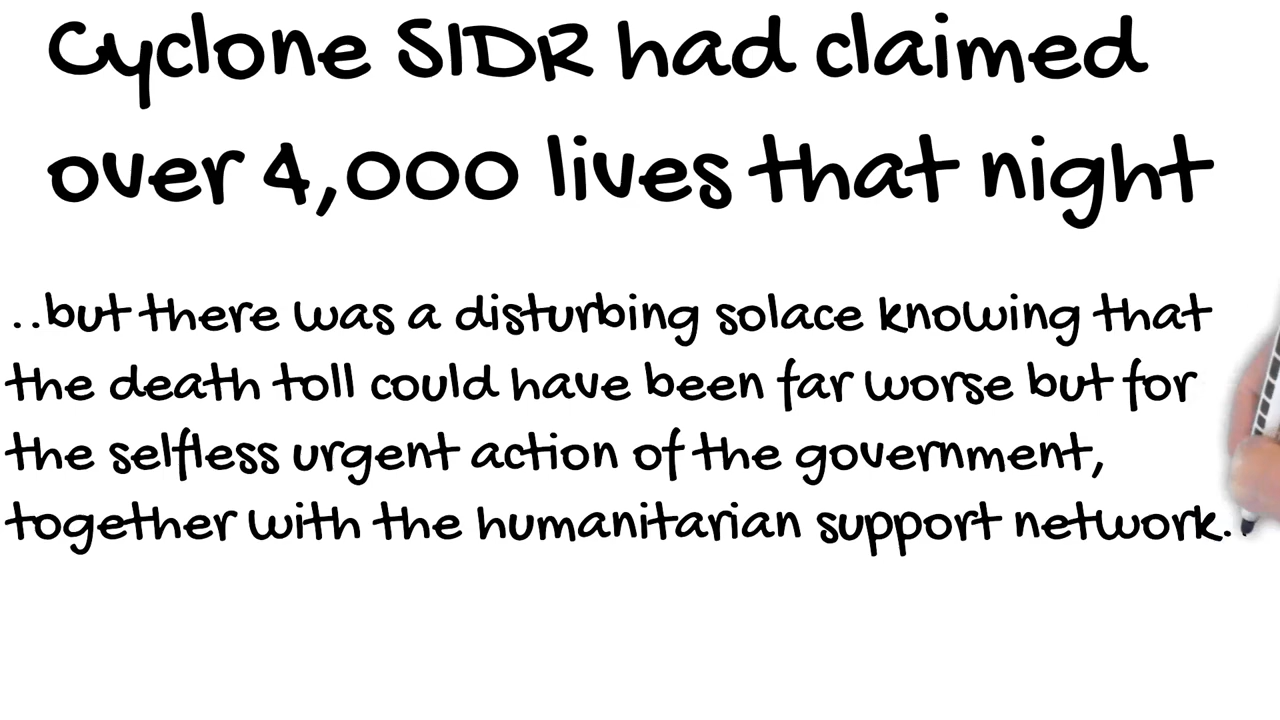 Cyclone SIDR had claimed
over 4,000 lives that night
..but there was a disturbing solace knowing that
the death toll could have been far worse but for
the selfless urgent action of the government,
together with the humanitarian support network.